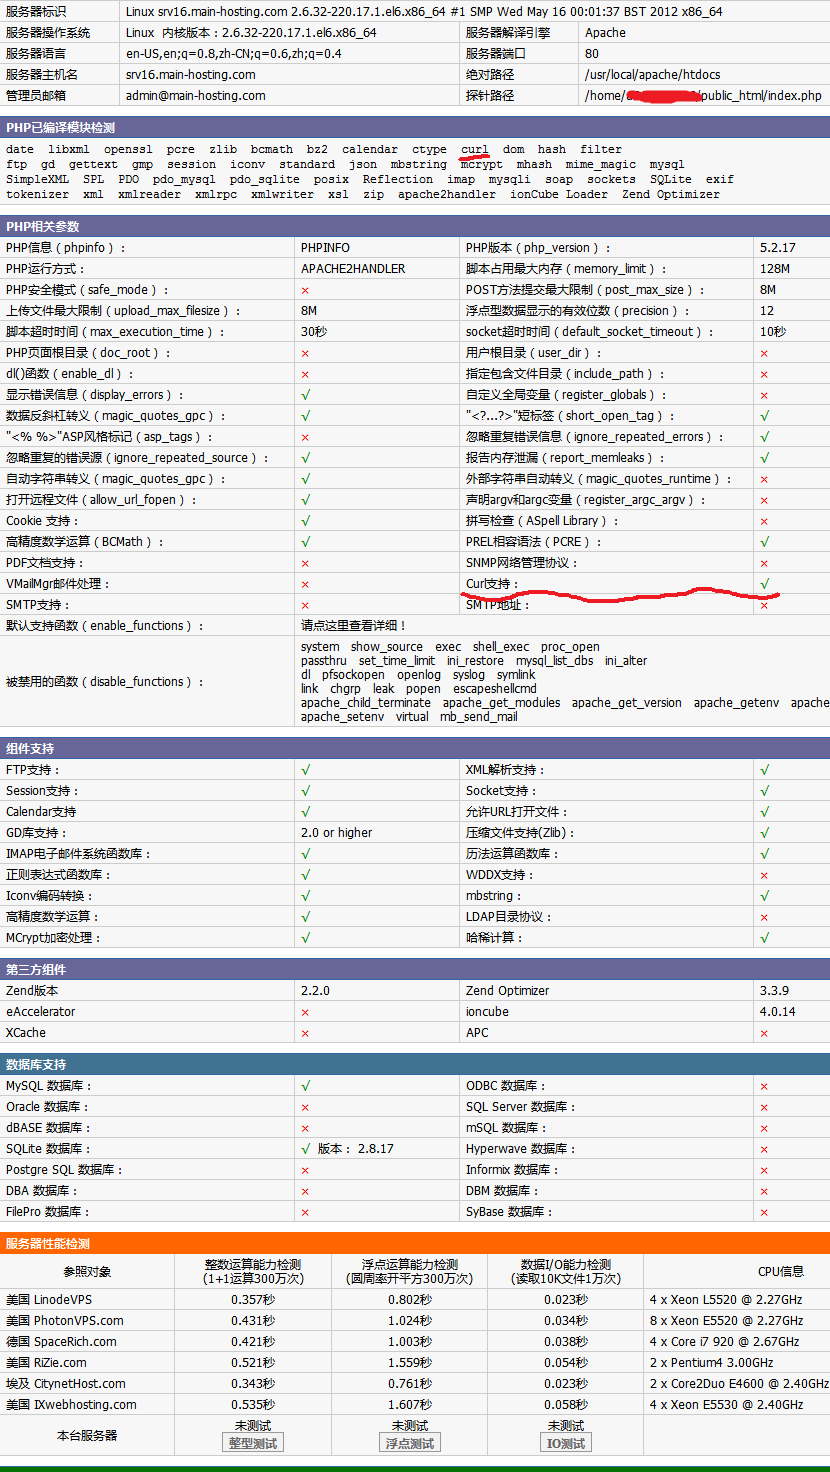 服务器标识 Linux srv16.main-hosting.com 2.6.32-220.17.1.el6.x86_64 #1 SMP Wed May 16 00:01:37 BST 2012 x86_64
服务器操作系统 Linux 内核版本：2.6.32-220.17.1.el6.x86_64 服务器解译引擎 Apache
服务器语言 en-US,en;q=0.8,zh-CN;q=0.6,zh;q=0.4 服务器端口 80
服务器主机名 srv16.main-hosting.com 绝对路径 /usr/local/apache/htdocs
管理员邮箱 admin@main-hosting.com 探针路径 /home/ /public_html/index.php
PHP已编译模块检测
date libxml openssl pcre zlib bcmath bz2 calendar ctype curl dom hash filter
ftp gd gettext gmp session iconv standard json mbstring mcrypt mhash mime_magic mysql
SimpleXML SPL PDO pdo_mysql pdo_sqlite posix Reflection imap mysqli soap sockets SQLite exif
tokenizer xml xmlreader xmlrpc xmlwriter xsl zip apache2handler ionCube Loader Zend Optimizer
PHP相关参数
PHP信息（phpinfo）： PHPINFO PHP版本（php_version）： 5.2.17
PHP运行方式： APACHE2HANDLER 脚本占用最大内存（memory_limit）： 128M
PHP安全模式（safe_mode）： × POST方法提交最大限制（post_max_size）： 8M
上传文件最大限制（upload_max_filesize）： 8M 浮点型数据显示的有效位数（precision）： 12
脚本超时时间（max_execution_time）： 30秒 socket超时时间（default_socket_timeout）： 10秒
PHP页面根目录（doc_root）： × 用户根目录（user_dir）： ×
dl()函数（enable_dl）： × 指定包含文件目录（include_path）： ×
显示错误信息（display_errors）： √ 自定义全局变量（register_globals）： ×
数据反斜杠转义（magic_quotes_gpc）： √ "<?...?>"短标签（short_open_tag）： √
"<% %>"ASP风格标记（asp_tags）： × 忽略重复错误信息（ignore_repeated_errors）： √
忽略重复的错误源（ignore_repeated_source）： √ 报告内存泄漏（report_memleaks）： √
自动字符串转义（magic_quotes_gpc）： √ 外部字符串自动转义（magic_quotes_runtime）： ×
打开远程文件（allow_url_fopen）： √ 声明argv和argc变量（register_argc_argv）： ×
Cookie 支持： √ 拼写检查（ASpell Library）： ×
高精度数学运算（BCMath）： √ PREL相容语法（PCRE）： √
PDF文档支持： × SNMP网络管理协议： ×
VMailMgr邮件处理： × Curl支持： √
SMTP支持： × SMTP地址： ×
默认支持函数（enable_functions）： 请点这里查看详细！
被禁用的函数（disable_functions）： system show_source exec shell_exec proc_open
passthru set_time_limit ini_restore mysql_list_dbs ini_alter
dl pfsockopen openlog syslog symlink
link chgrp leak popen escapeshellcmd
apache_child_terminate apache_get_modules apache_get_version apache_getenv apache
apache_setenv virtual mb_send_mail
组件支持
FTP支持： √ XML解析支持： √
Session支持： √ Socket支持： √
Calendar支持 √ 允许URL打开文件： √
GD库支持： 2.0 or higher 压缩文件支持(Zlib)： √
IMAP电子邮件系统函数库： √ 历法运算函数库： √
正则表达式函数库： √ WDDX支持： ×
Iconv编码转换： √ mbstring： √
高精度数学运算： √ LDAP目录协议： ×
MCrypt加密处理： √ 哈稀计算： √
第三方组件
Zend版本 2.2.0 Zend Optimizer 3.3.9
eAccelerator × ioncube 4.0.14
XCache × APC ×
数据库支持
MySQL 数据库： √ ODBC 数据库： ×
Oracle 数据库： × SQL Server 数据库： ×
dBASE 数据库： × mSQL 数据库： ×
SQLite 数据库： √ 版本： 2.8.17 Hyperwave 数据库： ×
Postgre SQL 数据库： × Informix 数据库： ×
DBA 数据库： × DBM 数据库： ×
FilePro 数据库： × SyBase 数据库： ×
服务器性能检测
参照对象 整数运算能力检测 浮点运算能力检测 数据I/O能力检测 CPU信息
(1+1运算300万次) (圆周率开平方300万次) (读取10K文件1万次)
美国 LinodeVPS 0.357秒 0.802秒 0.023秒 4 x Xeon L5520 @ 2.27GHz
美国 PhotonVPS.com 0.431秒 1.024秒 0.034秒 8 x Xeon E5520 @ 2.27GHz
德国 SpaceRich.com 0.421秒 1.003秒 0.038秒 4 x Core i7 920 @ 2.67GHz
美国 RiZie.com 0.521秒 1.559秒 0.054秒 2 x Pentium4 3.00GHz
埃及 CitynetHost.com 0.343秒 0.761秒 0.023秒 2 x Core2Duo E4600 @ 2.40GHz
美国 IXwebhosting.com 0.535秒 1.607秒 0.058秒 4 x Xeon E5530 @ 2.40GHz
本台服务器 未测试 未测试 未测试
整型测试 浮点测试 IO测试